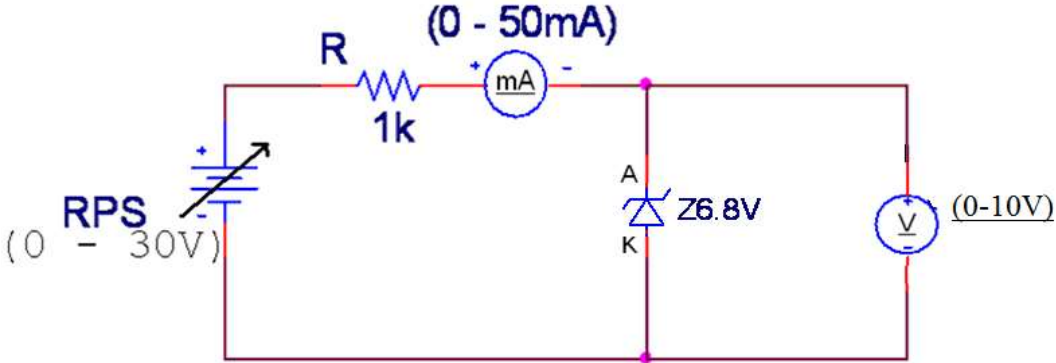 (0 - 50mA)
R
+ mA -
1k
+
RPS
-
(0 - 30V)
A
Z6.8V
K
+
V
-
(0-10V)